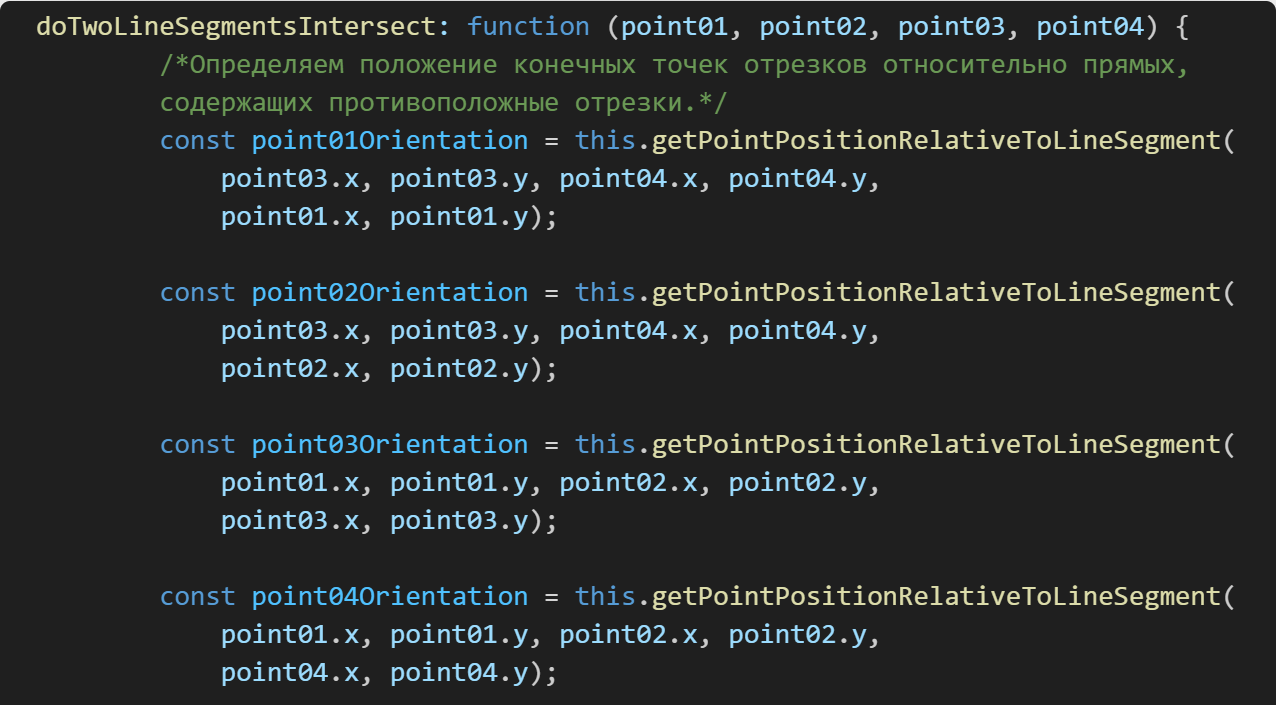 doTwoLineSegmentsIntersect: function (point01, point02, point03, point04) {
/*Определяем положение конечных точек отрезков относительно прямых,
содержащих противоположные отрезки.*/
const point01Orientation = this.getPointPositionRelativeToLineSegment(
point03.x, point03.y, point04.x, point04.y,
point01.x, point01.y);
const point02Orientation = this.getPointPositionRelativeToLineSegment(
point03.x, point03.y, point04.x, point04.y,
point02.x, point02.y);
const point03Orientation = this.getPointPositionRelativeToLineSegment(
point01.x, point01.y, point02.x, point02.y,
point03.x, point03.y);
const point04Orientation = this.getPointPositionRelativeToLineSegment(
point01.x, point01.y, point02.x, point02.y,
point04.x, point04.y);